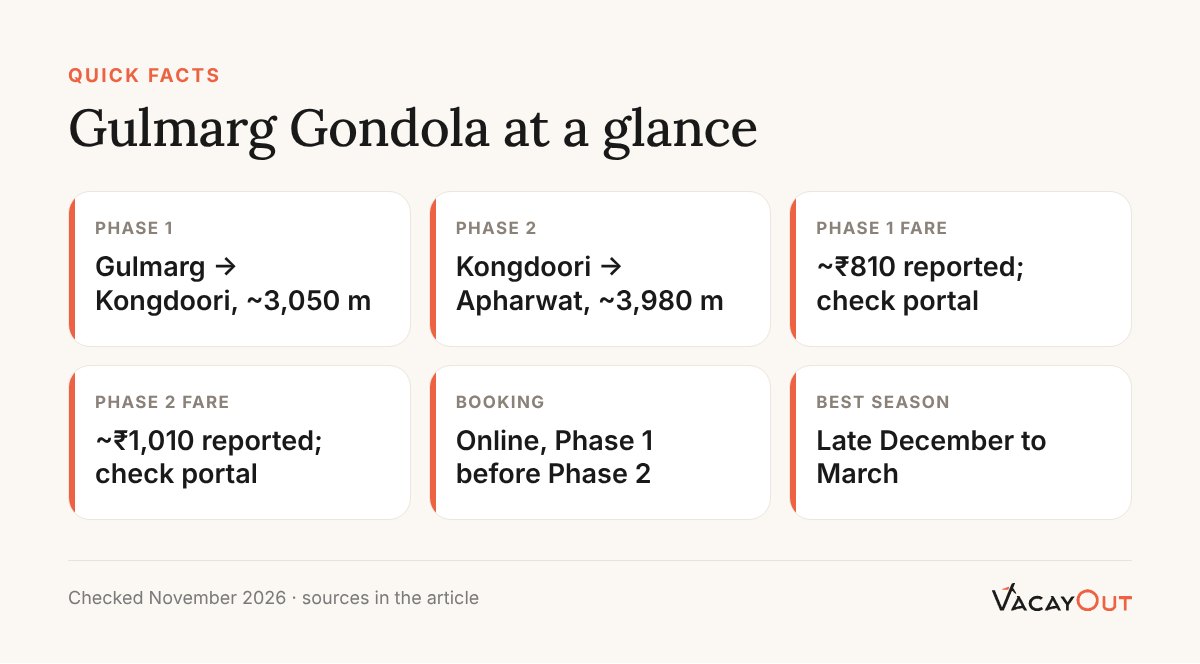 QUICK FACTS
Gulmarg Gondola at a glance
PHASE 1
Gulmarg →
Kongdoori, ~3,050 m
PHASE 2
Kongdoori →
Apharwat, ~3,980 m
PHASE 1 FARE
~₹810 reported;
check portal
PHASE 2 FARE
~₹1,010 reported;
check portal
BOOKING
Online, Phase 1
before Phase 2
BEST SEASON
Late December to
March
Checked November 2026 · sources in the article
VACAYOUT